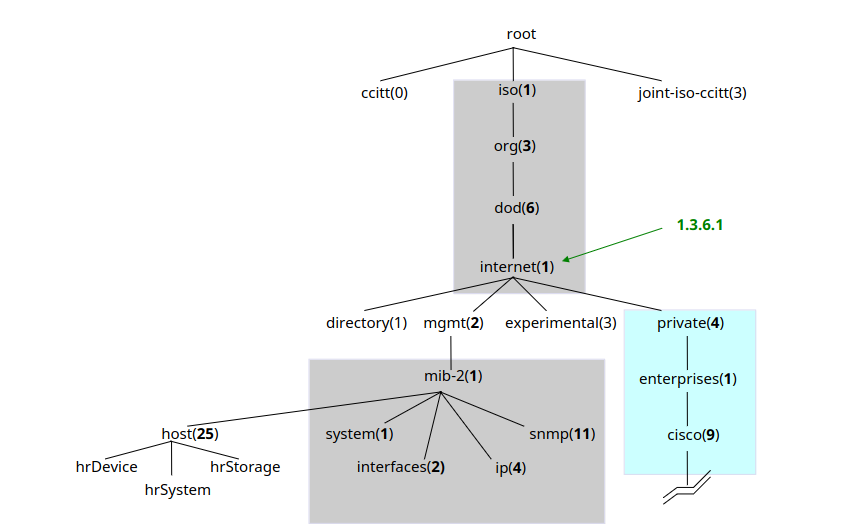 root
ccitt(0)
iso(1)
joint-iso-ccitt(3)
org(3)
dod(6)
1.3.6.1
internet(1)
directory(1)
mgmt(2)
experimental(3)
private(4)
mib-2(1)
enterprises(1)
host(25)
system(1)
snmp(11)
cisco(9)
hrDevice
hrStorage
interfaces(2)
ip(4)
hrSystem